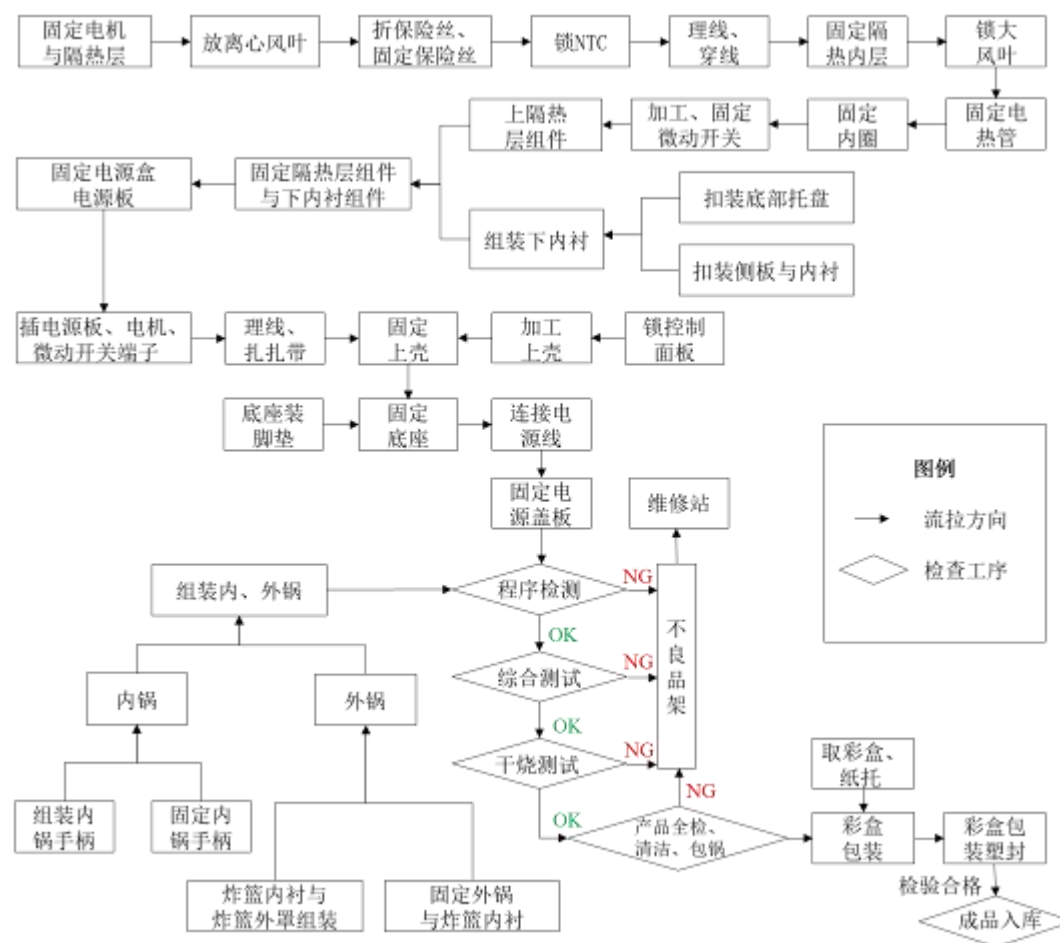 固定电机
与隔热层
放离心风叶
折保险丝、
固定保险丝
锁NTC
理线、
穿线
固定隔
热内层
锁大
风叶
上隔热
层组件
加工、固定
微动开关
固定
内圈
固定电
热管
固定电源盒
电源板
固定隔热层组件
与下内衬组件
扣装底部托盘
组装下内衬
扣装侧板与内衬
插电源板、电机、
微动开关端子
理线、
扎扎带
固定
上壳
加工
上壳
锁控制
面板
底座装
脚垫
固定
底座
连接电
源线
图例
流拉方向
检查工序
固定电
源盖板
维修站
组装内、外锅
程序检测
NG
OK
不良品架
内锅
外锅
综合测试
NG
OK
干烧测试
NG
OK
取彩盒、
纸托
组装内
锅手柄
固定内
锅手柄
NG
产品全检、
清洁、包锅
彩盒
包装
彩盒包
装塑封
炸篮内衬与
炸篮外罩组装
固定外锅
与炸篮内衬
检验合格
成品入库